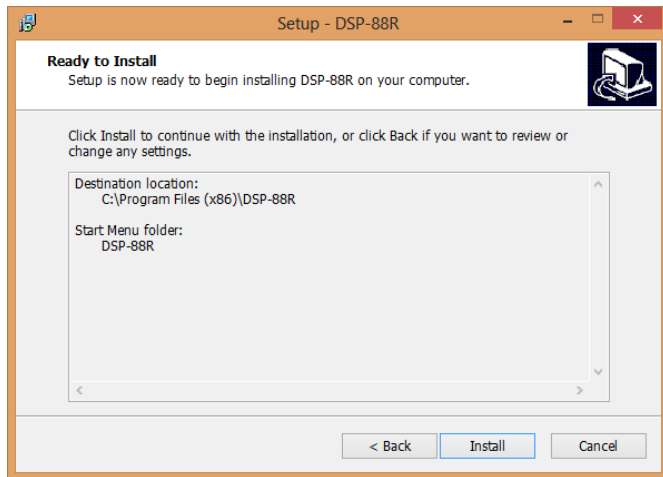 Setup - DSP-88R
Ready to Install
Setup is now ready to begin installing DSP-88R on your computer.
Click Install to continue with the installation, or click Back if you want to review or
change any settings.
Destination location:
C:\Program Files (x86)\DSP-88R
Start Menu folder:
DSP-88R
< Back Install Cancel